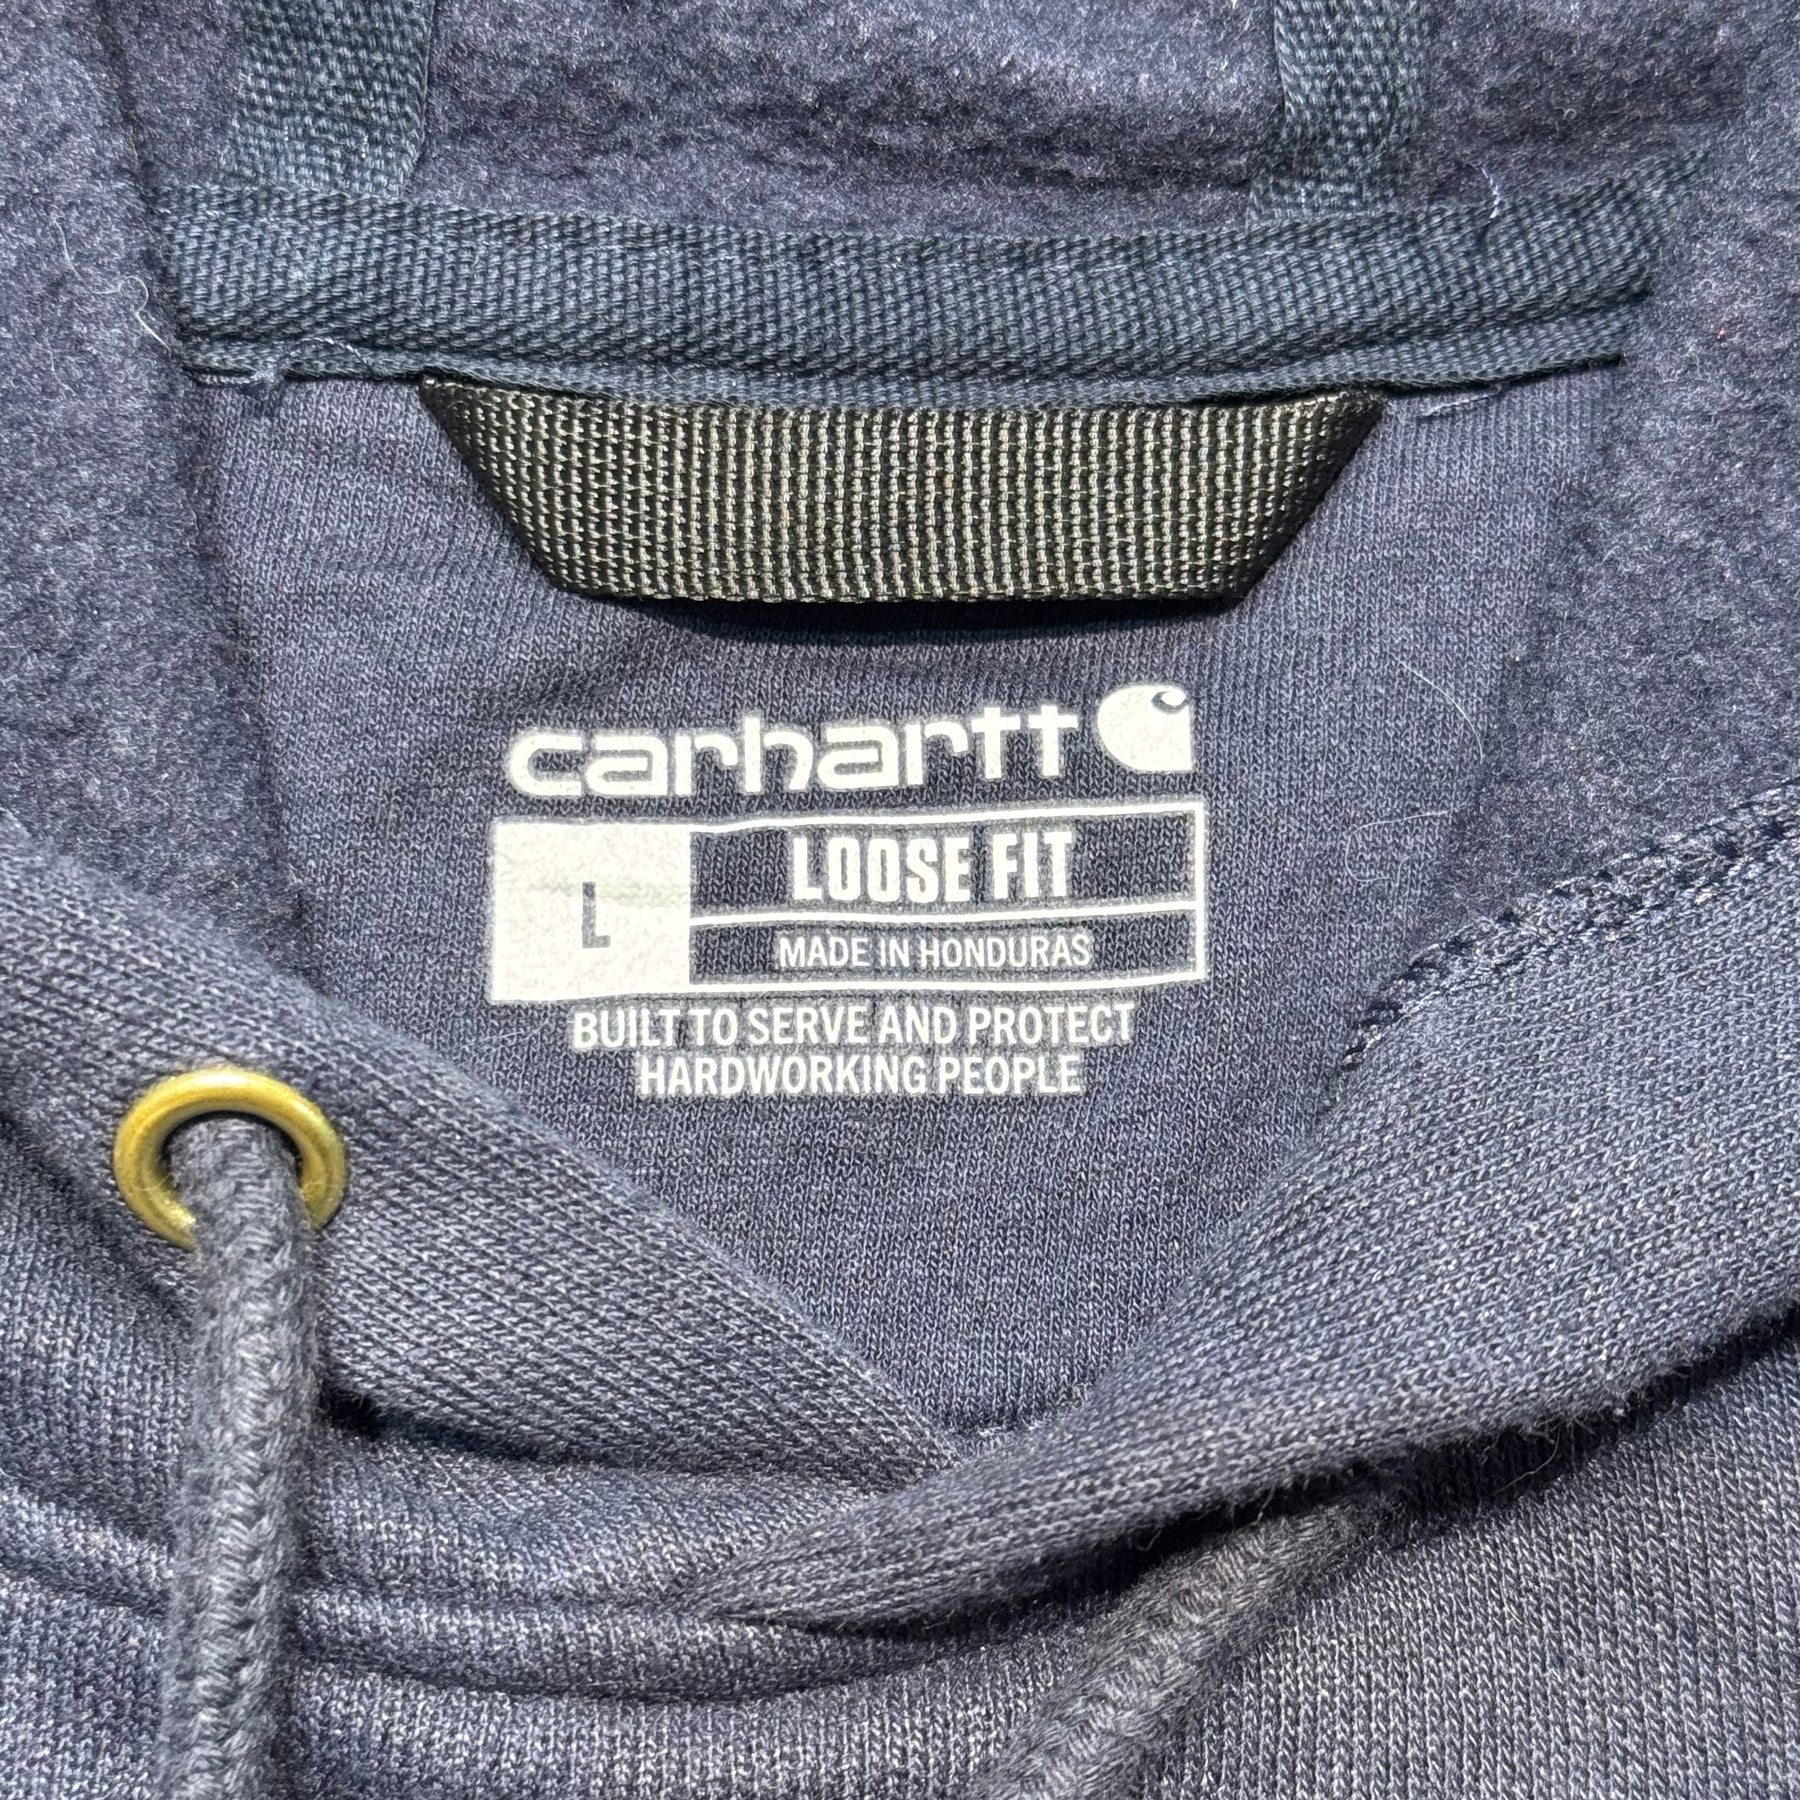 carhartt
L
LOOSE FIT
MADE IN HONDURAS
BUILT TO SERVE AND PROTECT
HARDWORKING PEOPLE